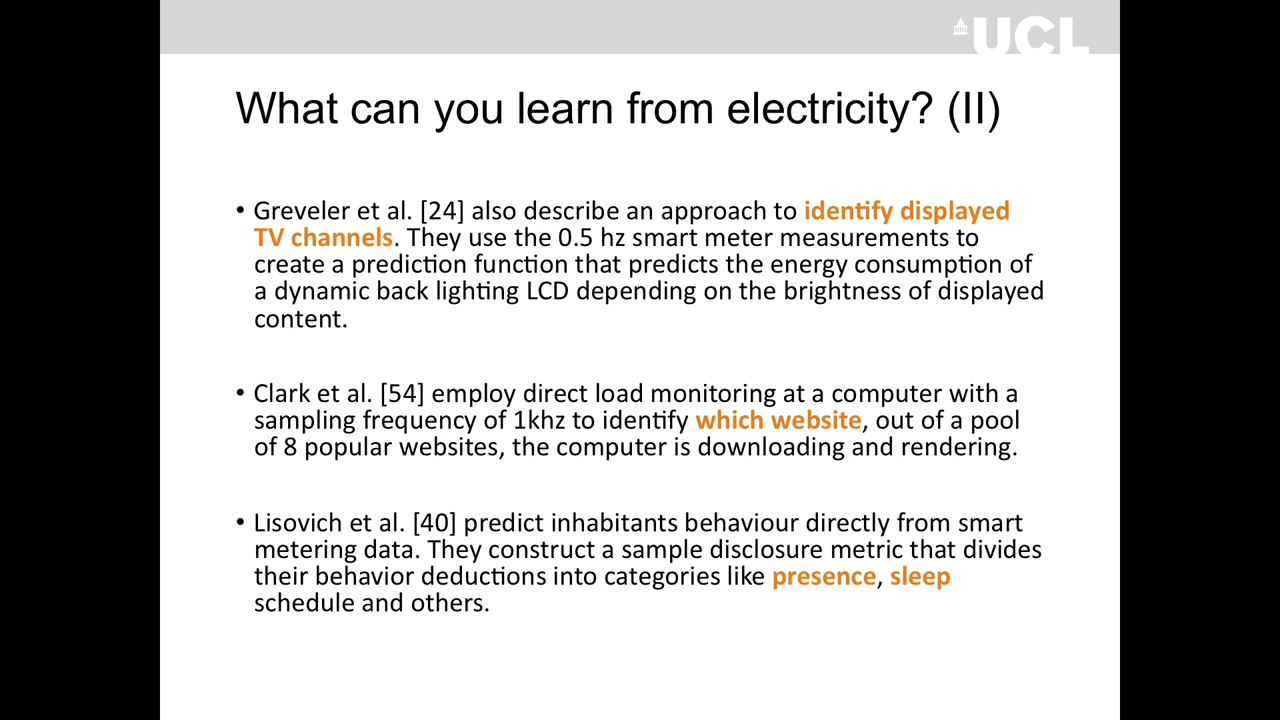 UCL
What can you learn from electricity? (II)
• Greveler et al. [24] also describe an approach to identify displayed
TV channels. They use the 0.5 hz smart meter measurements to
create a prediction function that predicts the energy consumption of
a dynamic back lighting LCD depending on the brightness of displayed
content.
• Clark et al. [54] employ direct load monitoring at a computer with a
sampling frequency of 1khz to identify which website, out of a pool
of 8 popular websites, the computer is downloading and rendering.
• Lisovich et al. [40] predict inhabitants behaviour directly from smart
metering data. They construct a sample disclosure metric that divides
their behavior deductions into categories like presence, sleep
schedule and others.